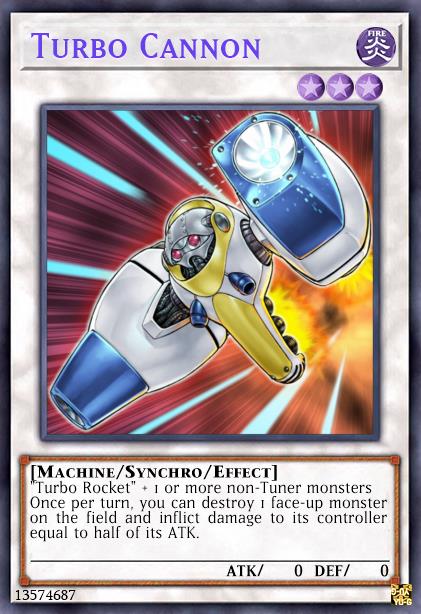 TURBO CANNON
FIRE
炎
[MACHINE/SYNCHRO/EFFECT]
"Turbo Rocket" + 1 or more non-Tuner monsters
Once per turn, you can destroy 1 face-up monster
on the field and inflict damage to its controller
equal to half of its ATK.
ATK/ 0 DEF/ 0
13574687